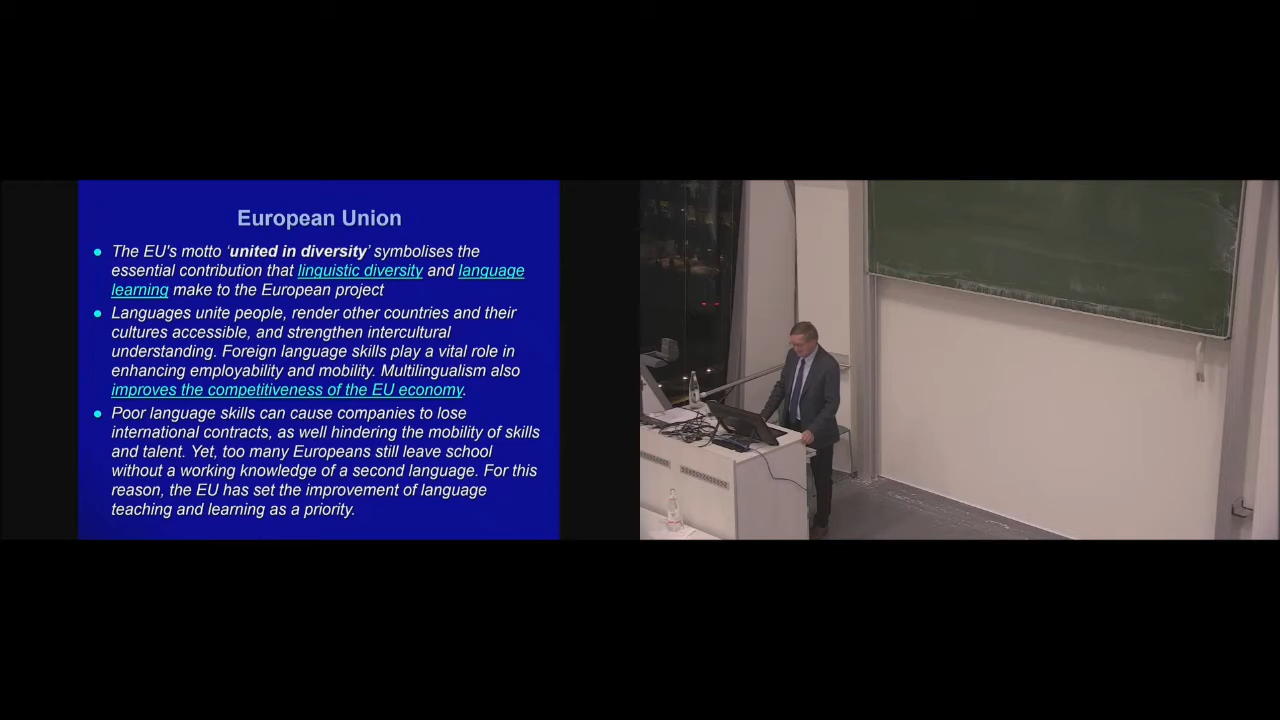 European Union
The EU's motto ‘united in diversity’ symbolises the
essential contribution that linguistic diversity and language
learning make to the European project
Languages unite people, render other countries and their
cultures accessible, and strengthen intercultural
understanding. Foreign language skills play a vital role in
enhancing employability and mobility. Multilingualism also
improves the competitiveness of the EU economy.
Poor language skills can cause companies to lose
international contracts, as well hindering the mobility of skills
and talent. Yet, too many Europeans still leave school
without a working knowledge of a second language. For this
reason, the EU has set the improvement of language
teaching and learning as a priority.